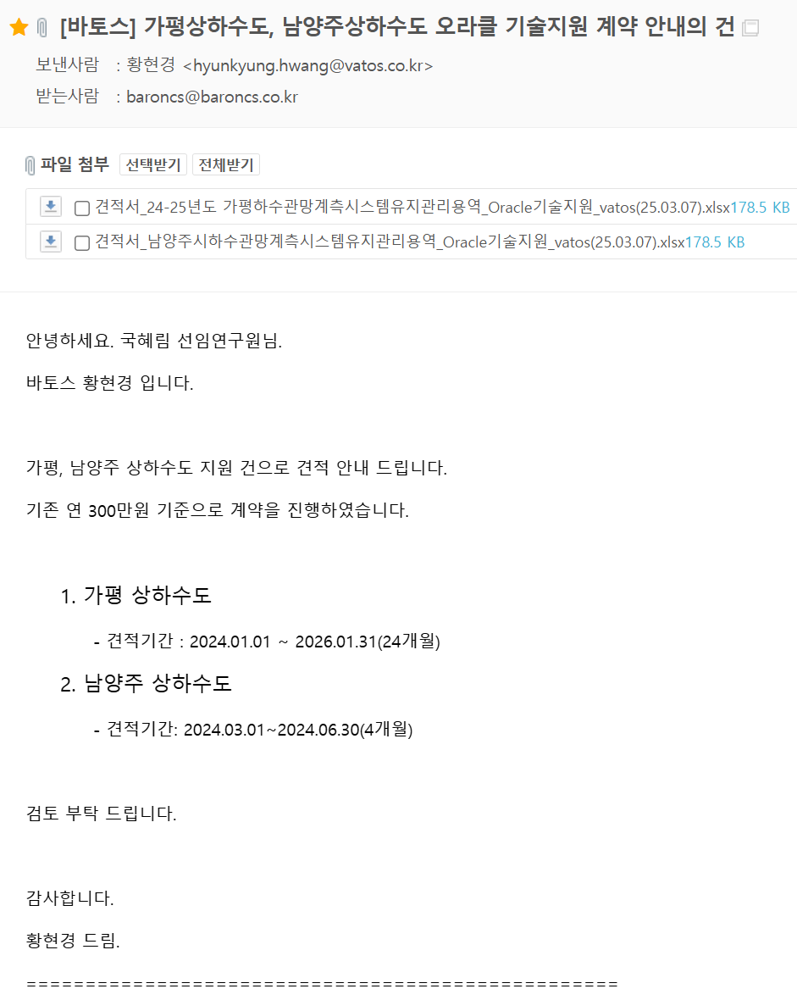 [바토스] 가평상하수도, 남양주상하수도 오라클 기술지원 계약 안내의 건
보낸사람 : 황현경 <hyunkyung.hwang@vatos.co.kr>
받는사람 : baroncs@baroncs.co.kr
파일 첨부 선택받기 전체받기
견적서_24-25년도 가평하수관망계측시스템유지관리용역_Oracle기술지원_vatos(25.03.07).xlsx178.5 KB
견적서_남양주시하수관망계측시스템유지관리용역_Oracle기술지원_vatos(25.03.07).xlsx178.5 KB
안녕하세요. 국혜림 선임연구원님.
바토스 황현경 입니다.
가평, 남양주 상하수도 지원 건으로 견적 안내 드립니다.
기존 연 300만원 기준으로 계약을 진행하였습니다.
1. 가평 상하수도
- 견적기간 : 2024.01.01 ~ 2026.01.31(24개월)
2. 남양주 상하수도
- 견적기간: 2024.03.01~2024.06.30(4개월)
검토 부탁 드립니다.
감사합니다.
황현경 드림.
==================================================